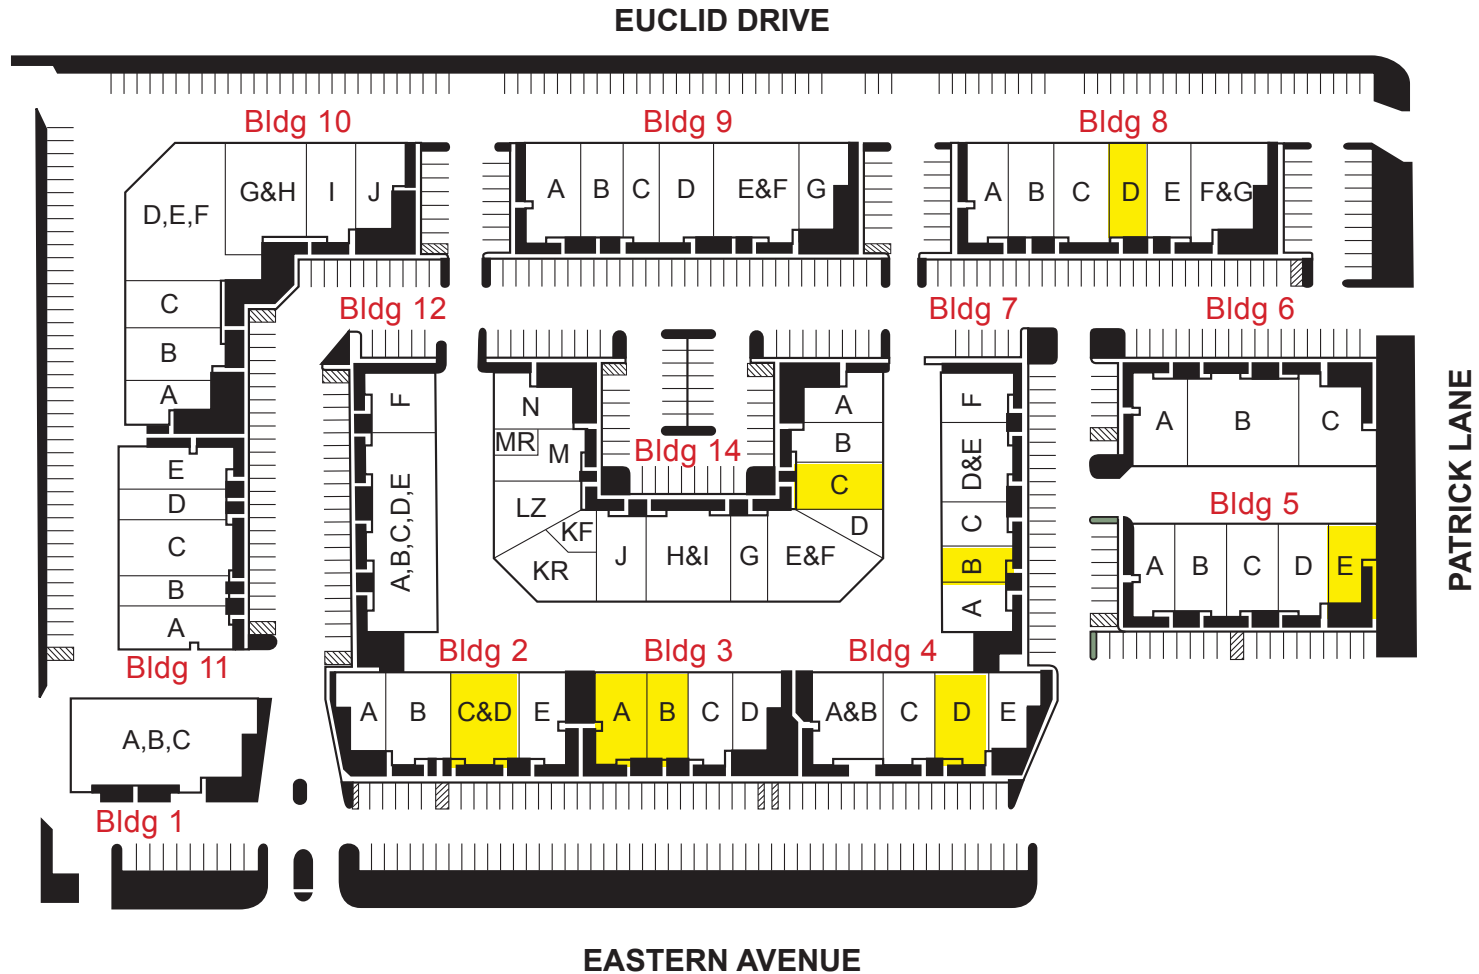 EUCLID DRIVE
Bldg 10
Bldg 9
Bldg 8
D,E,F
G&H
I
J
A
B
C
D
E&F
G
A
B
C
D
E
F&G
C
B
A
Bldg 12
Bldg 7
Bldg 6
F
A,B,C,D,E
N
MR
M
LZ
KF
KR
J
H&I
G
E&F
D
C
B
A
Bldg 14
F
D&E
C
B
A
A
B
C
PATRICK LANE
Bldg 5
A
B
C
D
E
E
D
C
B
A
Bldg 11
Bldg 2
Bldg 3
Bldg 4
A
B
C&D
E
A
B
C
D
A&B
C
D
E
A,B,C
Bldg 1
EASTERN AVENUE